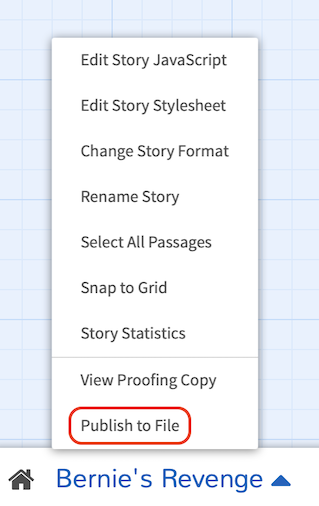 Edit Story JavaScript
Edit Story Stylesheet
Change Story Format
Rename Story
Select All Passages
Snap to Grid
Story Statistics
View Proofing Copy
Publish to File
Bernie's Revenge